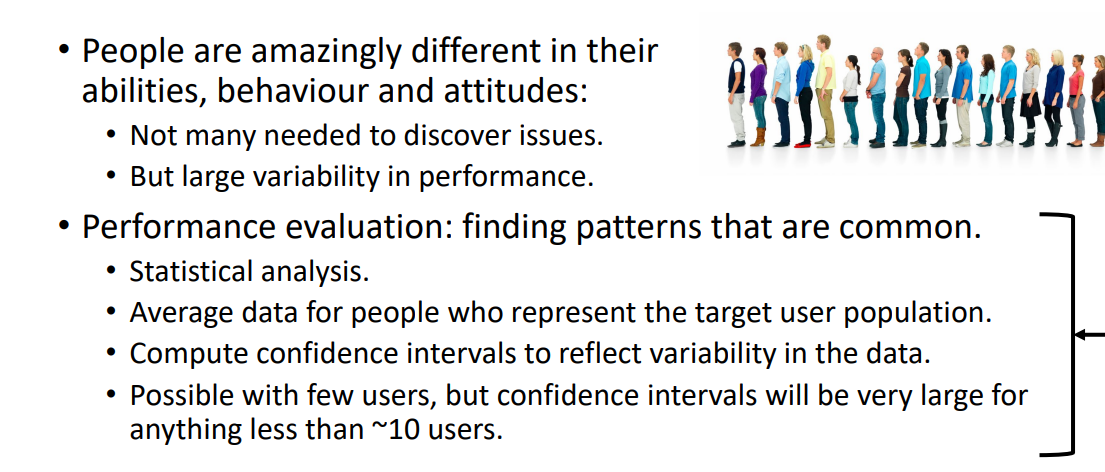 • People are amazingly different in their
abilities, behaviour and attitudes:
• Not many needed to discover issues.
• But large variability in performance.
• Performance evaluation: finding patterns that are common.
• Statistical analysis.
• Average data for people who represent the target user population.
• Compute confidence intervals to reflect variability in the data.
• Possible with few users, but confidence intervals will be very large for
anything less than ~10 users.